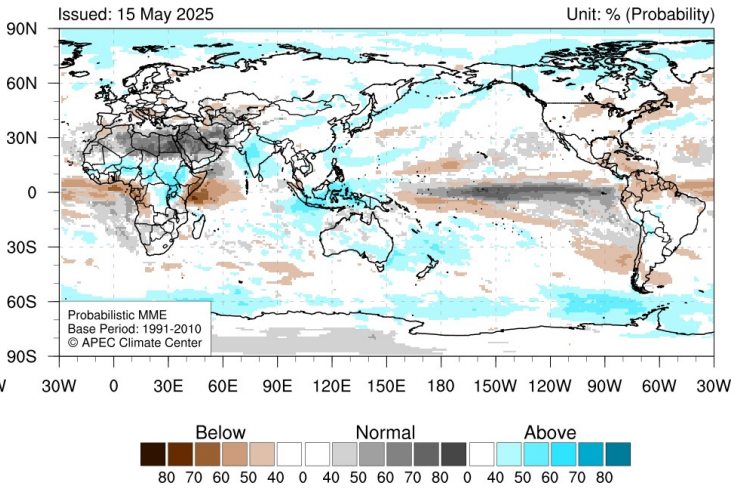 Issued: 15 May 2025 Unit: % (Probability)
90N
60N
30N
0
30S
60S
90S
Probabilistic MME
Base Period: 1991-2010
© APEC Climate Center
W 30W 0 30E 60E 90E 120E 150E 180 150W 120W 90W 60W 30W
Below Normal Above
80 70 60 50 40 0 40 50 60 70 80 0 40 50 60 70 80